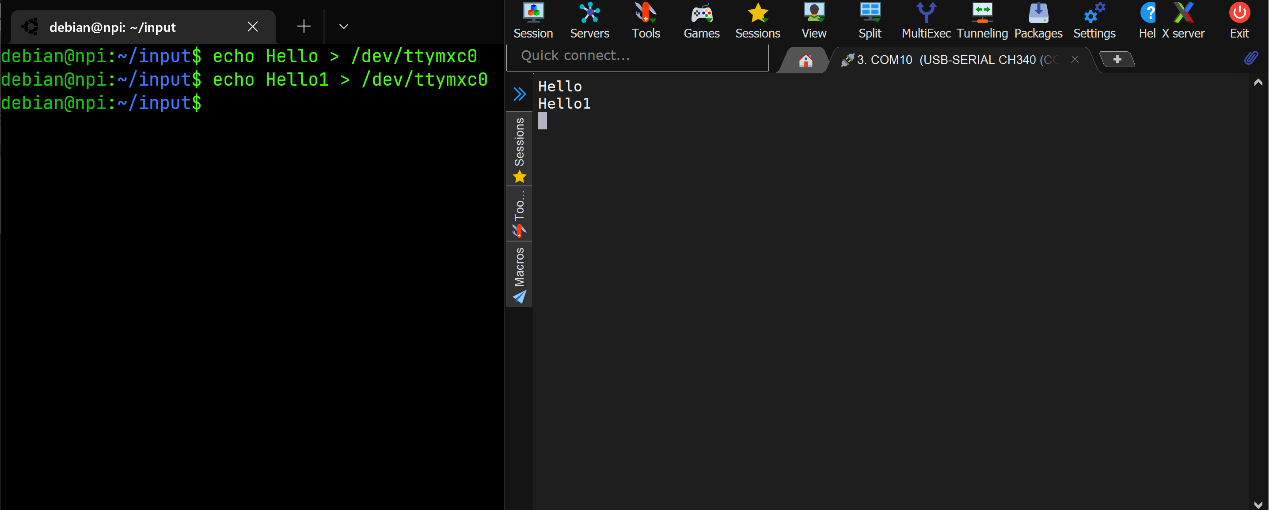 debian@npi: ~/input
debian@npi:~/input$ echo Hello > /dev/ttymxc0
debian@npi:~/input$ echo Hello1 > /dev/ttymxc0
debian@npi:~/input$
Session Servers Tools Games Sessions View Split MultiExec Tunneling Packages Settings Hel X server Exit
Quick connect...
3. COM10 (USB-SERIAL CH340 (CO
Hello
Hello1
Sessions
Too...
Macros